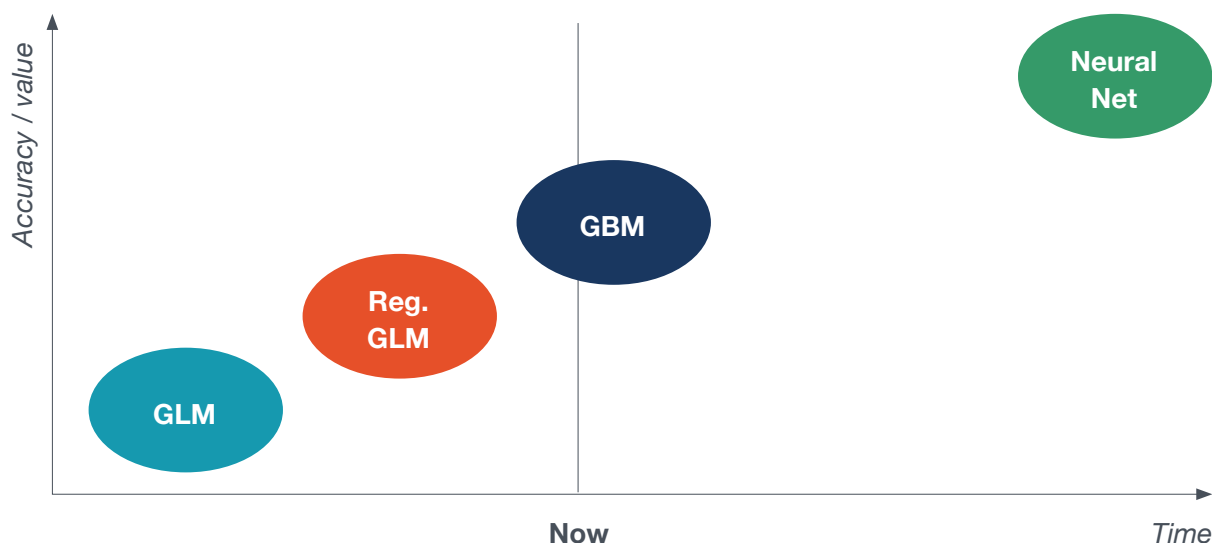 Accuracy / value
Neural
Net
GBM
Reg.
GLM
GLM
Now
Time